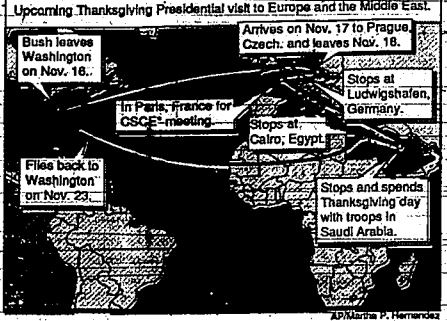 Upcoming Thanksgiving Presidential visit to Europe and the Middle East.
Bush leaves
Washington
on Nov. 16.
Arrives on Nov. 17 to Prague,
Czech. and leaves Nov. 18.
Stops at
Ludwigshafen,
Germany.
In Paris, France for
CSCE meeting.
Stops at
Cairo, Egypt.
Flies back to
Washington
on Nov. 23.
Stops and spends
Thanksgiving day
with troops in
Saudi Arabia.
AP/Martha P. Hernandez